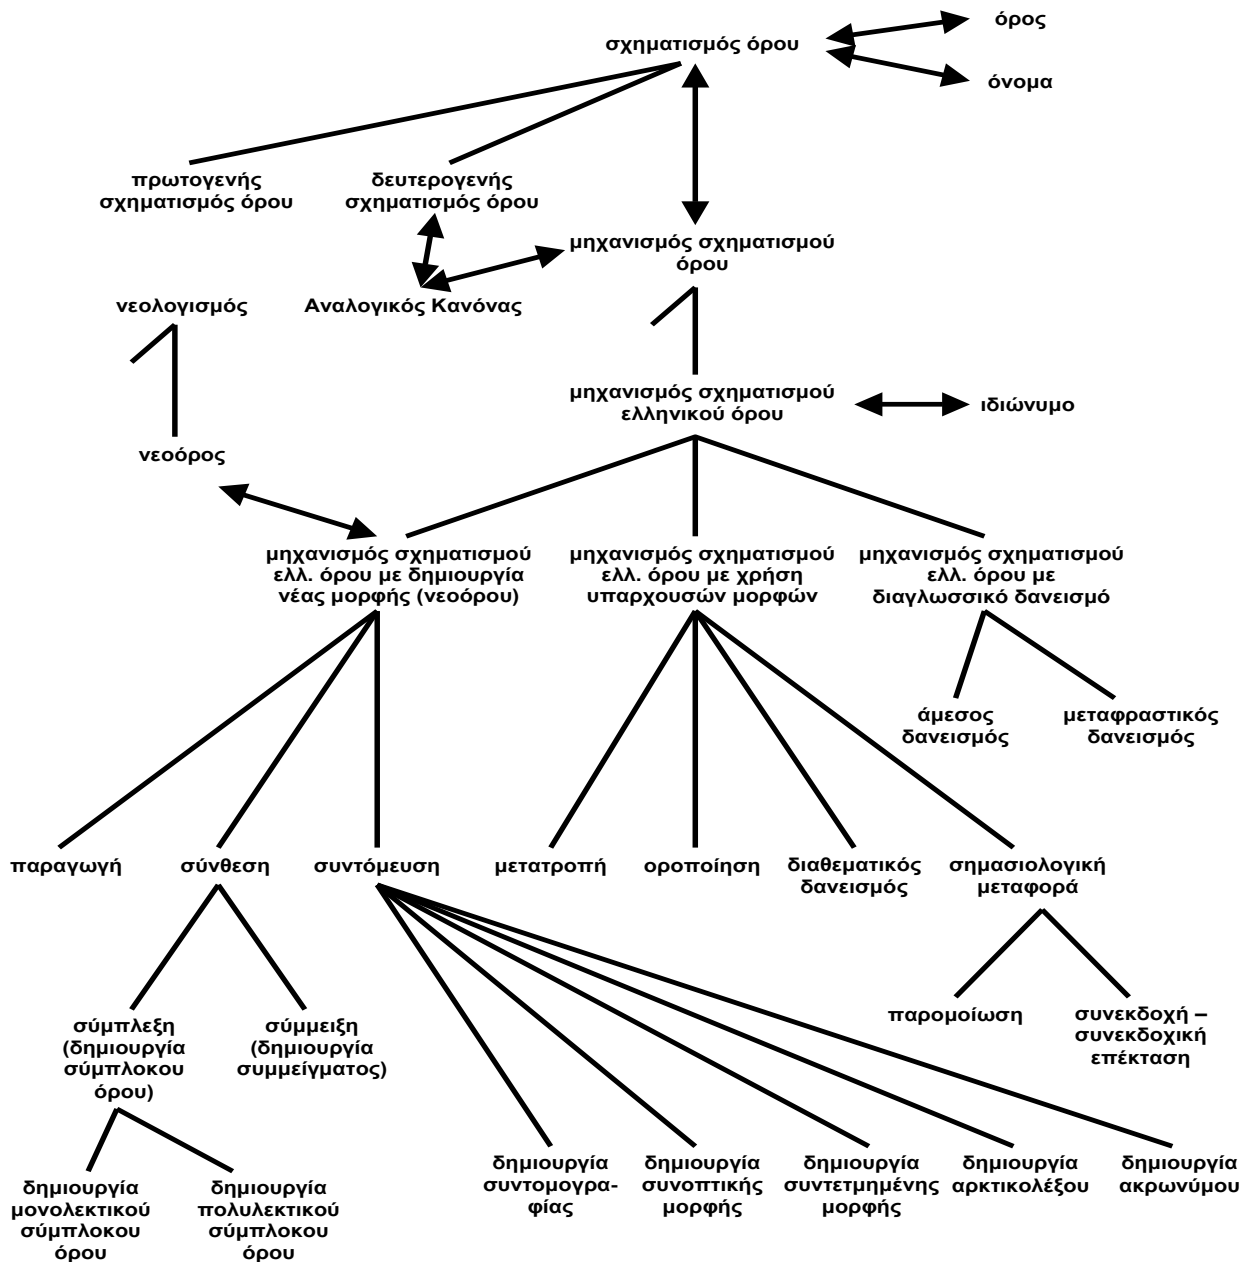 όρος
σχηματισμός όρου
όνομα
πρωτογενής
σχηματισμός όρου
δευτερογενής
σχηματισμός όρου
μηχανισμός σχηματισμού
όρου
νεολογισμός
Αναλογικός Κανόνας
μηχανισμός σχηματισμού
ελληνικού όρου
ιδιώνυμο
νεοόρος
μηχανισμός σχηματισμού
ελλ. όρου με δημιουργία
νέας μορφής (νεοόρου)
μηχανισμός σχηματισμού
ελλ. όρου με χρήση
υπαρχουσών μορφών
μηχανισμός σχηματισμού
ελλ. όρου με
διαγλωσσικό δανεισμό
άμεσος
δανεισμός
μεταφραστικός
δανεισμός
παραγωγή
σύνθεση
συντόμευση
μετατροπή
οροποίηση
διαθεματικός
δανεισμός
σημασιολογική
μεταφορά
σύμπλεξη
(δημιουργία
σύμπλοκου
όρου)
σύμμειξη
(δημιουργία
συμμείγματος)
παρομοίωση
συνεκδοχή –
συνεκδοχική
επέκταση
δημιουργία
μονολεκτικού
σύμπλοκου
όρου
δημιουργία
πολυλεκτικού
σύμπλοκου
όρου
δημιουργία
συντομογρα-
φίας
δημιουργία
συνοπτικής
μορφής
δημιουργία
συντετμημένης
μορφής
δημιουργία
αρκτικολέξου
δημιουργία
ακρωνύμου